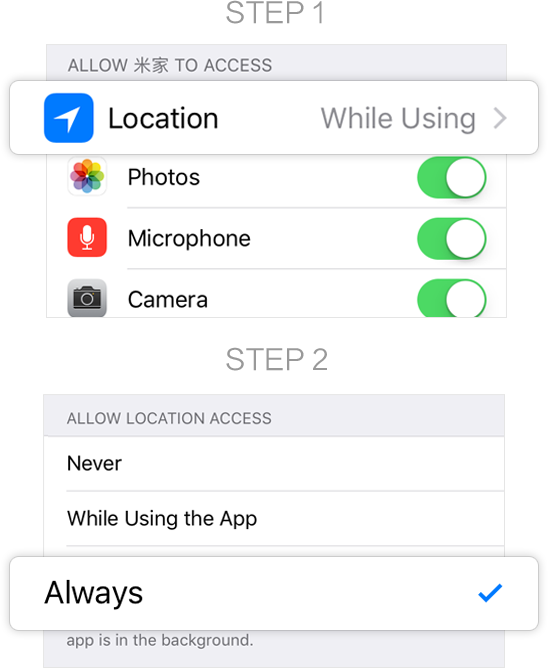 STEP 1
ALLOW 米家 TO ACCESS
Location While Using
Photos
Microphone
Camera
STEP 2
ALLOW LOCATION ACCESS
Never
While Using the App
Always
app is in the background.